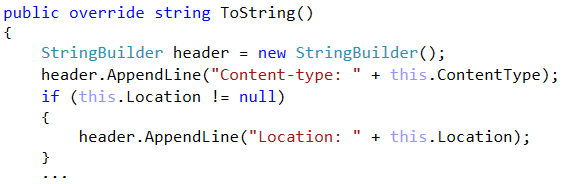 public override string ToString()
{
    StringBuilder header = new StringBuilder();
    header.AppendLine("Content-type: " + this.ContentType);
    if (this.Location != null)
    {
        header.AppendLine("Location: " + this.Location);
    }
    ...